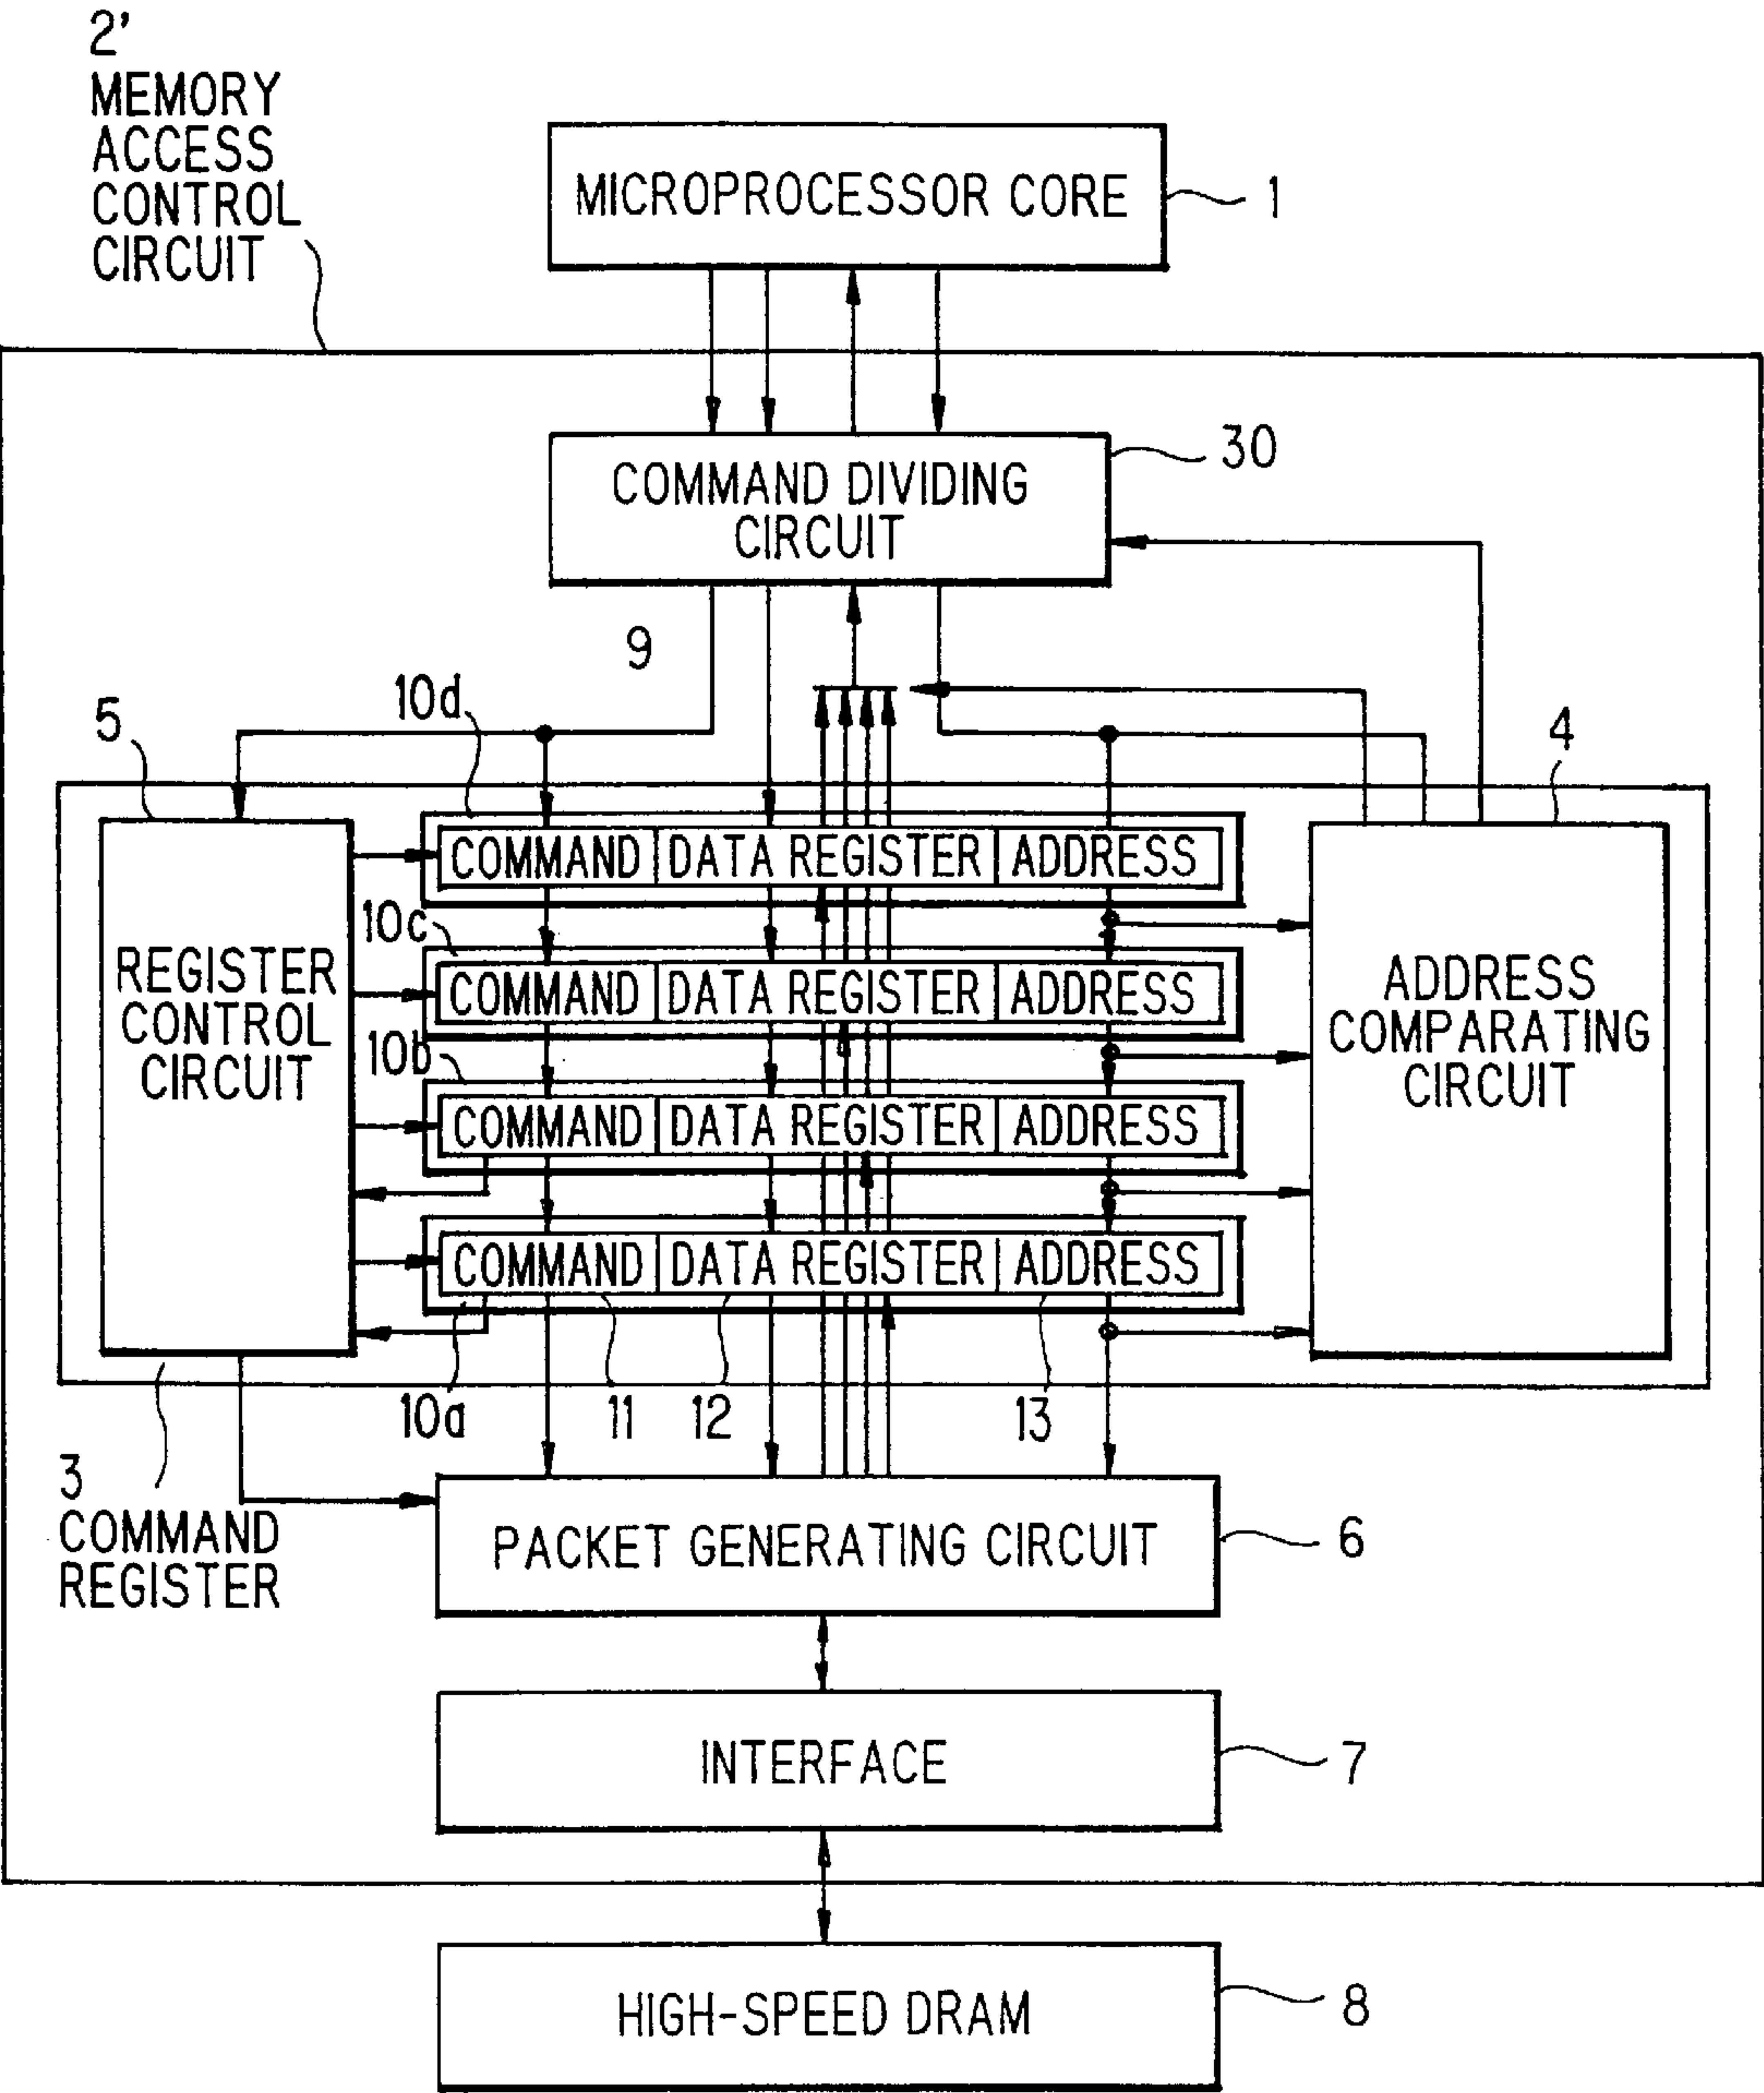 2'
MEMORY
ACCESS
CONTROL
CIRCUIT
MICROPROCESSOR CORE
1
COMMAND DIVIDING
CIRCUIT
30
9
10d
5
4
COMMAND DATA REGISTER ADDRESS
10c
COMMAND DATA REGISTER ADDRESS
REGISTER
CONTROL
CIRCUIT
ADDRESS
COMPARATING
CIRCUIT
10b
COMMAND DATA REGISTER ADDRESS
COMMAND DATA REGISTER ADDRESS
10a
11
12
13
3
COMMAND
REGISTER
PACKET GENERATING CIRCUIT
6
INTERFACE
7
HIGH-SPEED DRAM
8